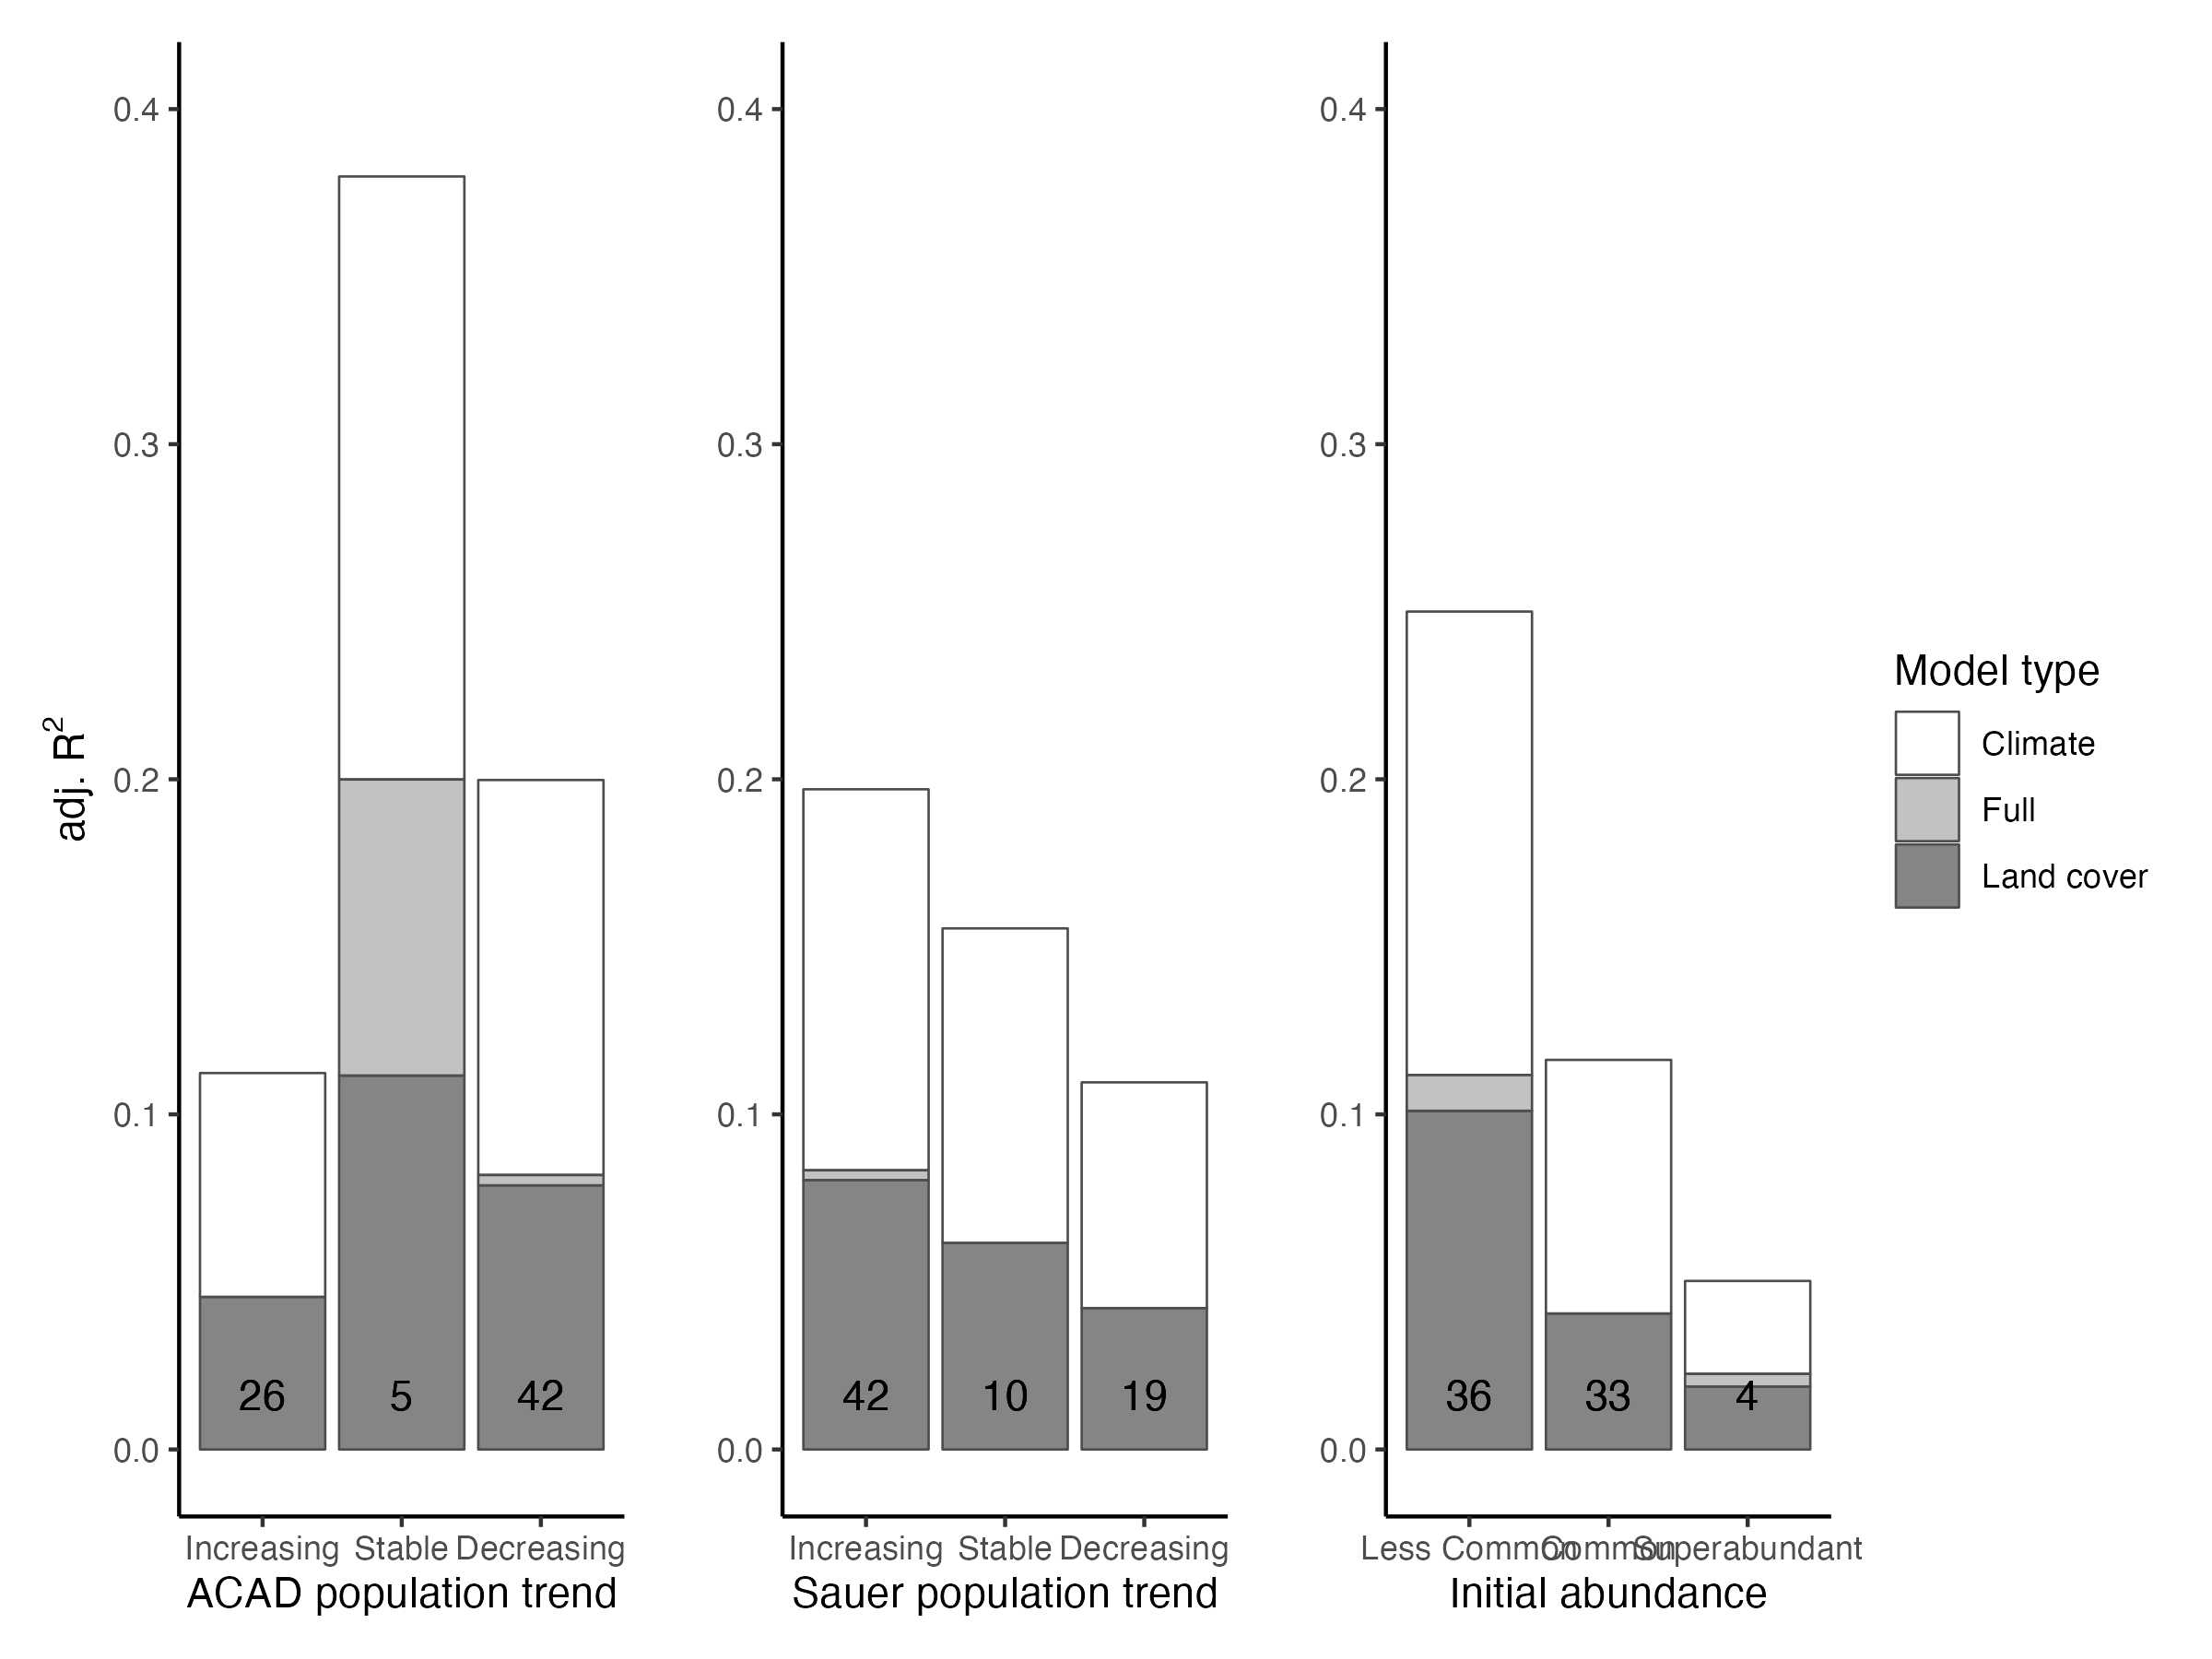 adj. R²
0.4
0.3
0.2
0.1
0.0
26
5
42
Increasing
Stable
Decreasing
ACAD population trend
0.4
0.3
0.2
0.1
0.0
42
10
19
Increasing
Stable
Decreasing
Sauer population trend
0.4
0.3
0.2
0.1
0.0
36
33
4
Less Common
Common
Superabundant
Initial abundance
Model type
Climate
Full
Land cover